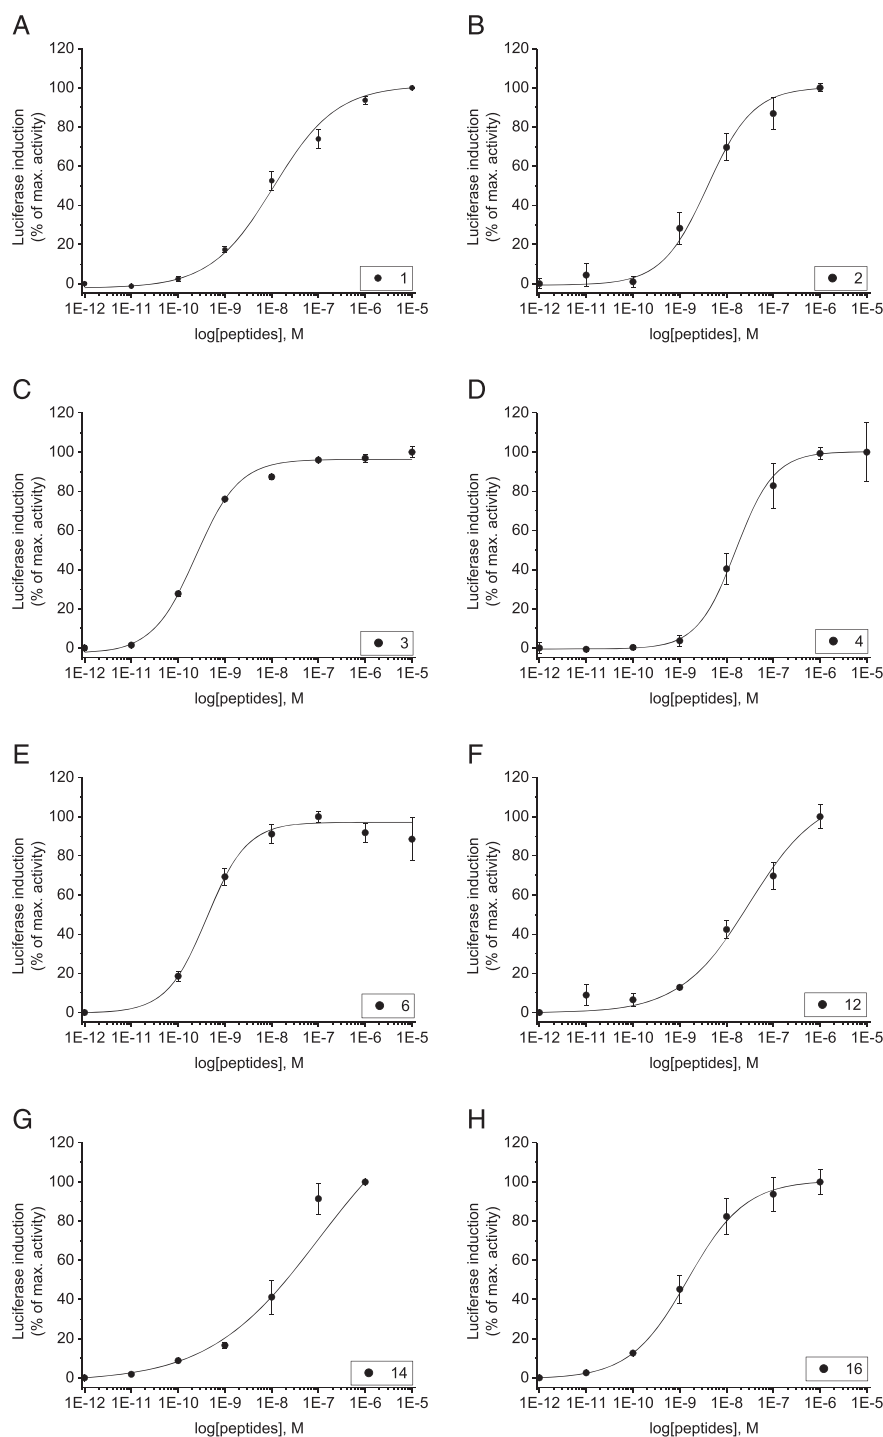 A
Luciferase induction
(% of max. activity)
120
100
80
60
40
20
0
1
1E-12 1E-11 1E-10 1E-9 1E-8 1E-7 1E-6 1E-5
log[peptides], M
B
Luciferase induction
(% of max. activity)
120
100
80
60
40
20
0
2
1E-12 1E-11 1E-10 1E-9 1E-8 1E-7 1E-6 1E-5
log[peptides], M
C
Luciferase induction
(% of max. activity)
120
100
80
60
40
20
0
3
1E-12 1E-11 1E-10 1E-9 1E-8 1E-7 1E-6 1E-5
log[peptides], M
D
Luciferase induction
(% of max. activity)
120
100
80
60
40
20
0
4
1E-12 1E-11 1E-10 1E-9 1E-8 1E-7 1E-6 1E-5
log[peptides], M
E
Luciferase induction
(% of max. activity)
120
100
80
60
40
20
0
6
1E-12 1E-11 1E-10 1E-9 1E-8 1E-7 1E-6 1E-5
log[peptides], M
F
Luciferase induction
(% of max. activity)
120
100
80
60
40
20
0
12
1E-12 1E-11 1E-10 1E-9 1E-8 1E-7 1E-6 1E-5
log[peptides], M
G
Luciferase induction
(% of max. activity)
120
100
80
60
40
20
0
14
1E-12 1E-11 1E-10 1E-9 1E-8 1E-7 1E-6 1E-5
log[peptides], M
H
Luciferase induction
(% of max. activity)
120
100
80
60
40
20
0
16
1E-12 1E-11 1E-10 1E-9 1E-8 1E-7 1E-6 1E-5
log[peptides], M